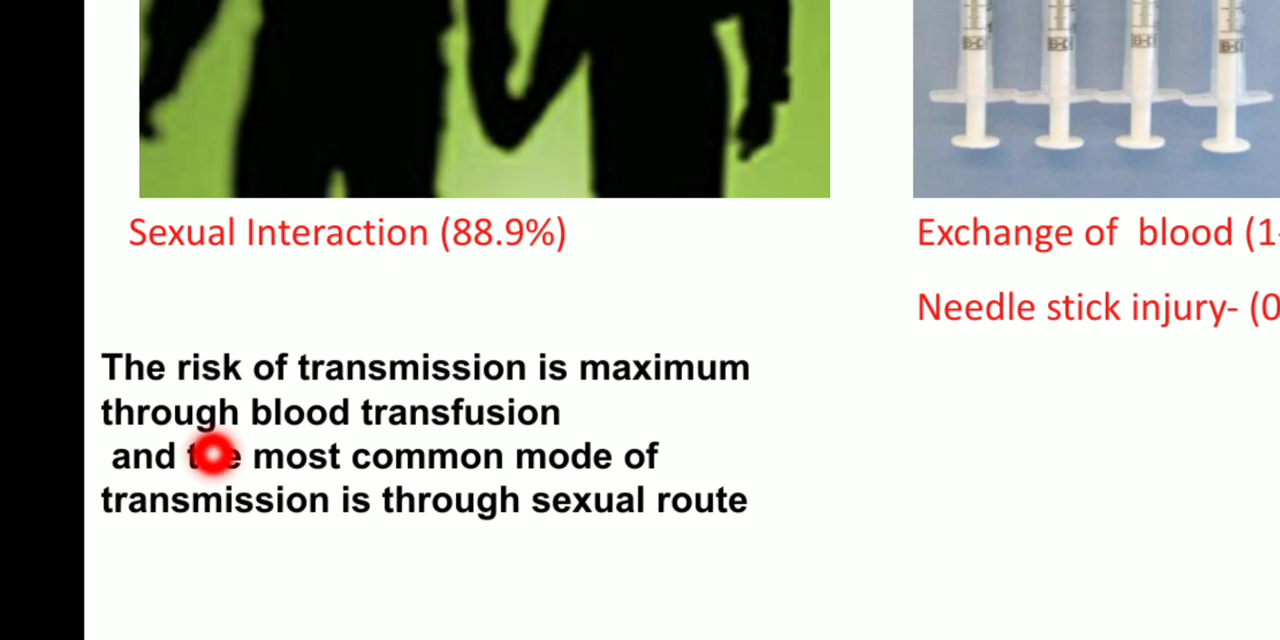 Sexual Interaction (88.9%)
Exchange of  blood (1
Needle stick injury- (0
The risk of transmission is maximum
through blood transfusion
and the most common mode of
transmission is through sexual route